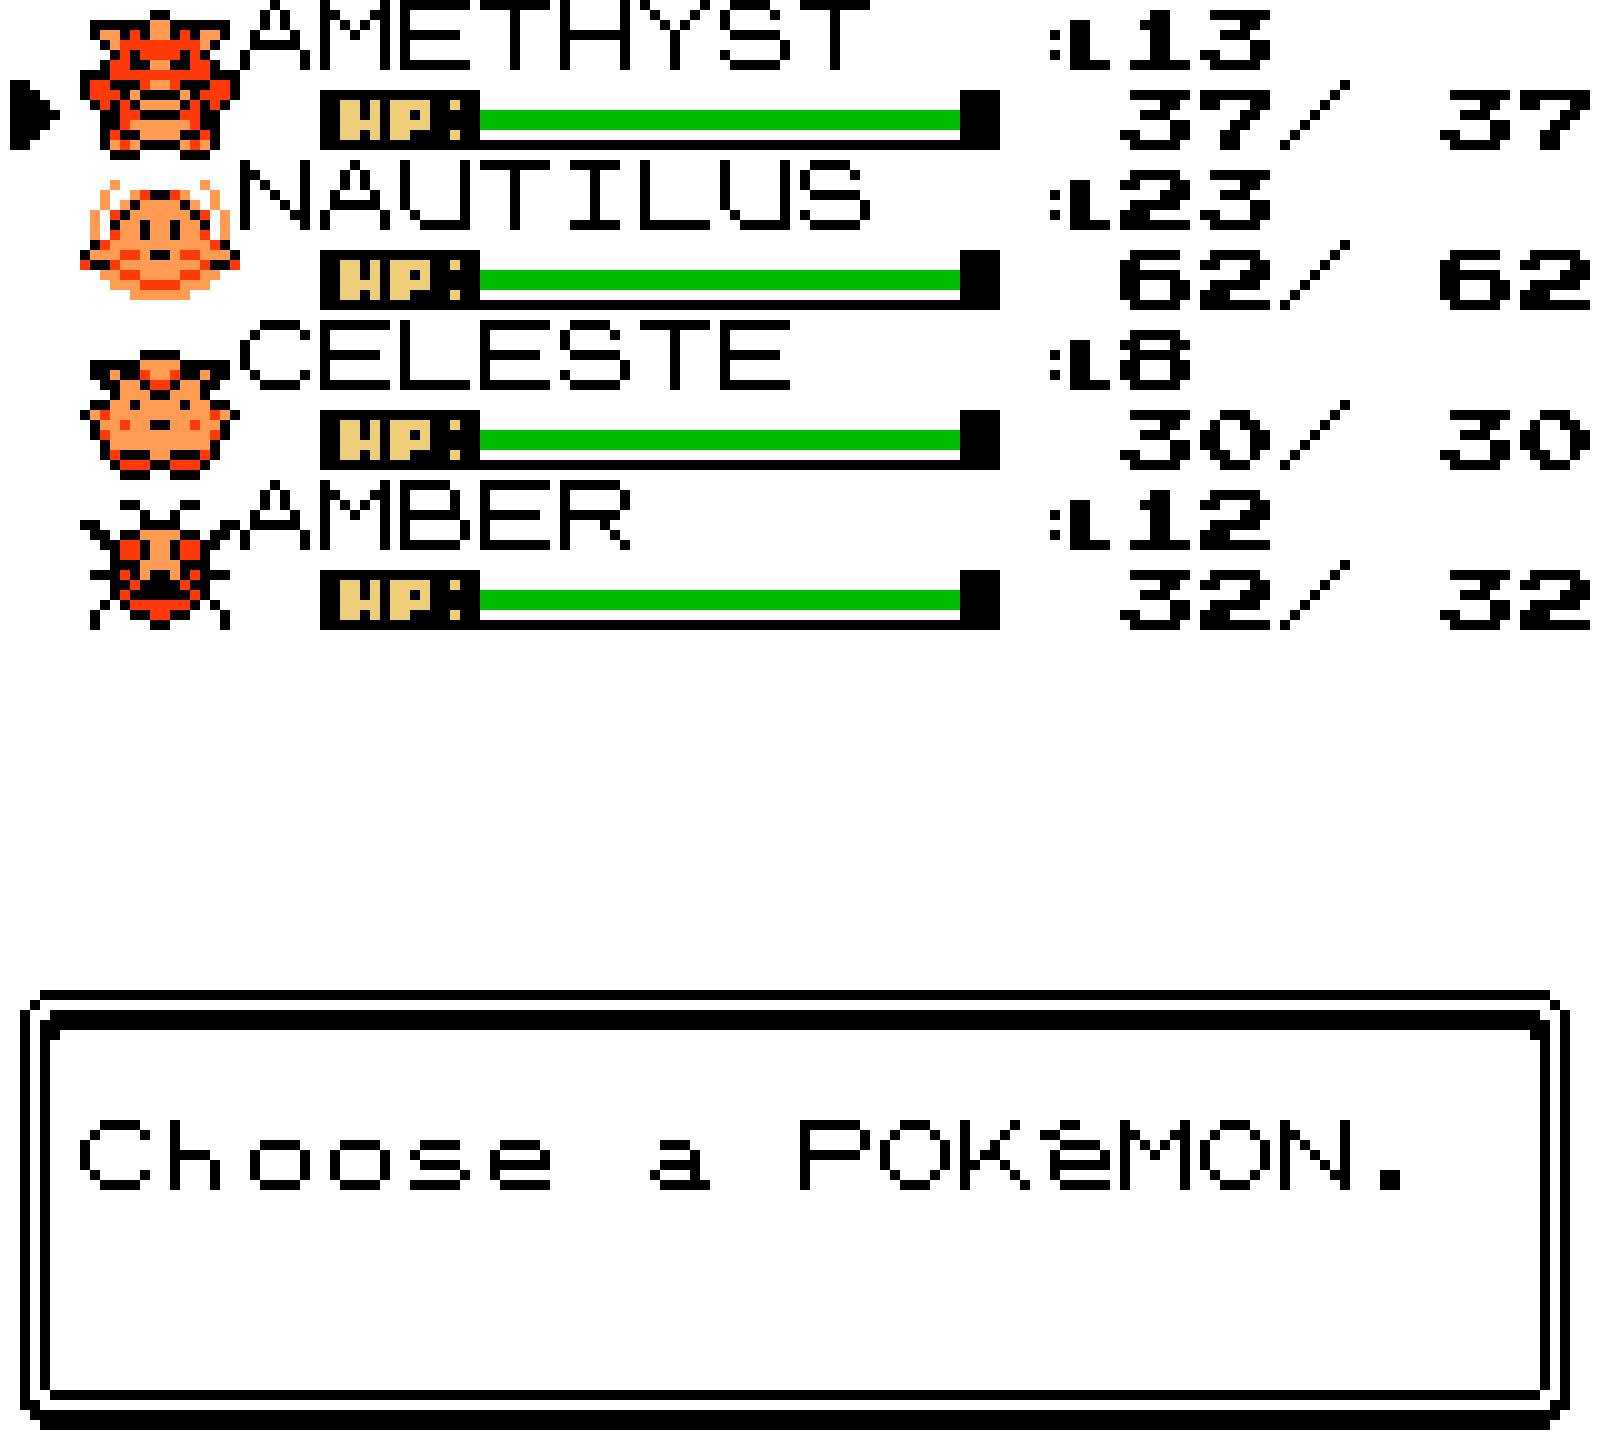 AMETHYST :L13
HP: 37/ 37
NAUTILUS :L23
HP: 62/ 62
CELESTE :L8
HP: 30/ 30
AMBER :L12
HP: 32/ 32
Choose a POKéMON.